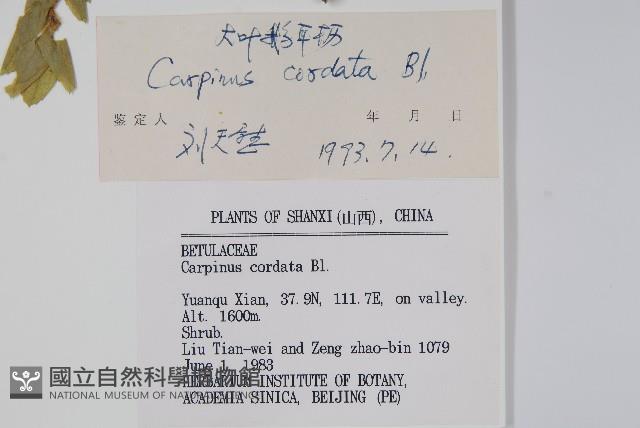 大叶鹅耳枥
Carpinus cordata Bl.
鉴定人 年 月 日
刘天 1993.7.14.
PLANTS OF SHANXI (山西), CHINA
BETULACEAE
Carpinus cordata Bl.
Yuanqu Xian, 37.9N, 111.7E, on valley.
Alt. 1600m.
Shrub.
Liu Tian-wei and Zeng zhao-bin 1079
June 1, 1983
HERBARIUM INSTITUTE OF BOTANY,
ACADEMIA SINICA, BEIJING (PE)
國立自然科學博物館
NATIONAL MUSEUM OF NATURAL SCIENCE